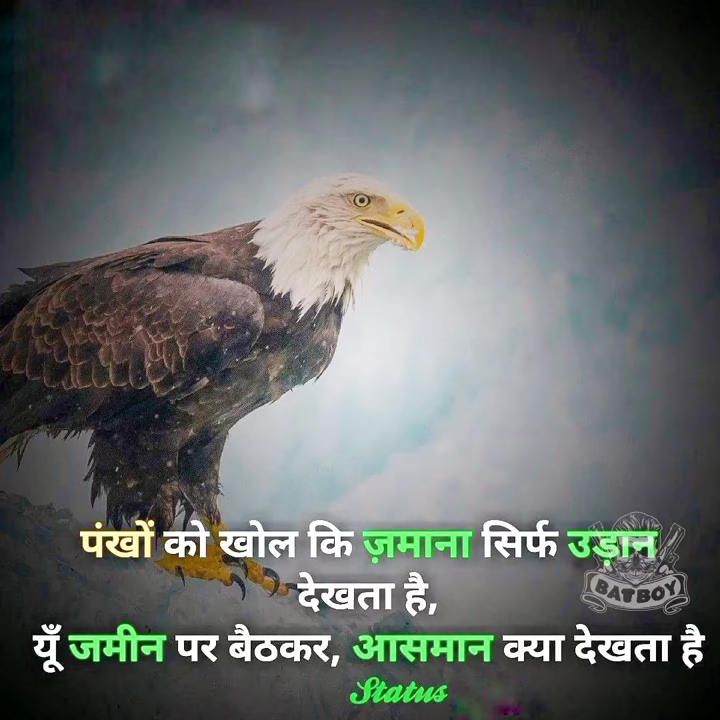 पंखों को खोल कि ज़माना सिर्फ उड़ान
देखता है,
BATBOY
यूँ जमीन पर बैठकर, आसमान क्या देखता है
Status